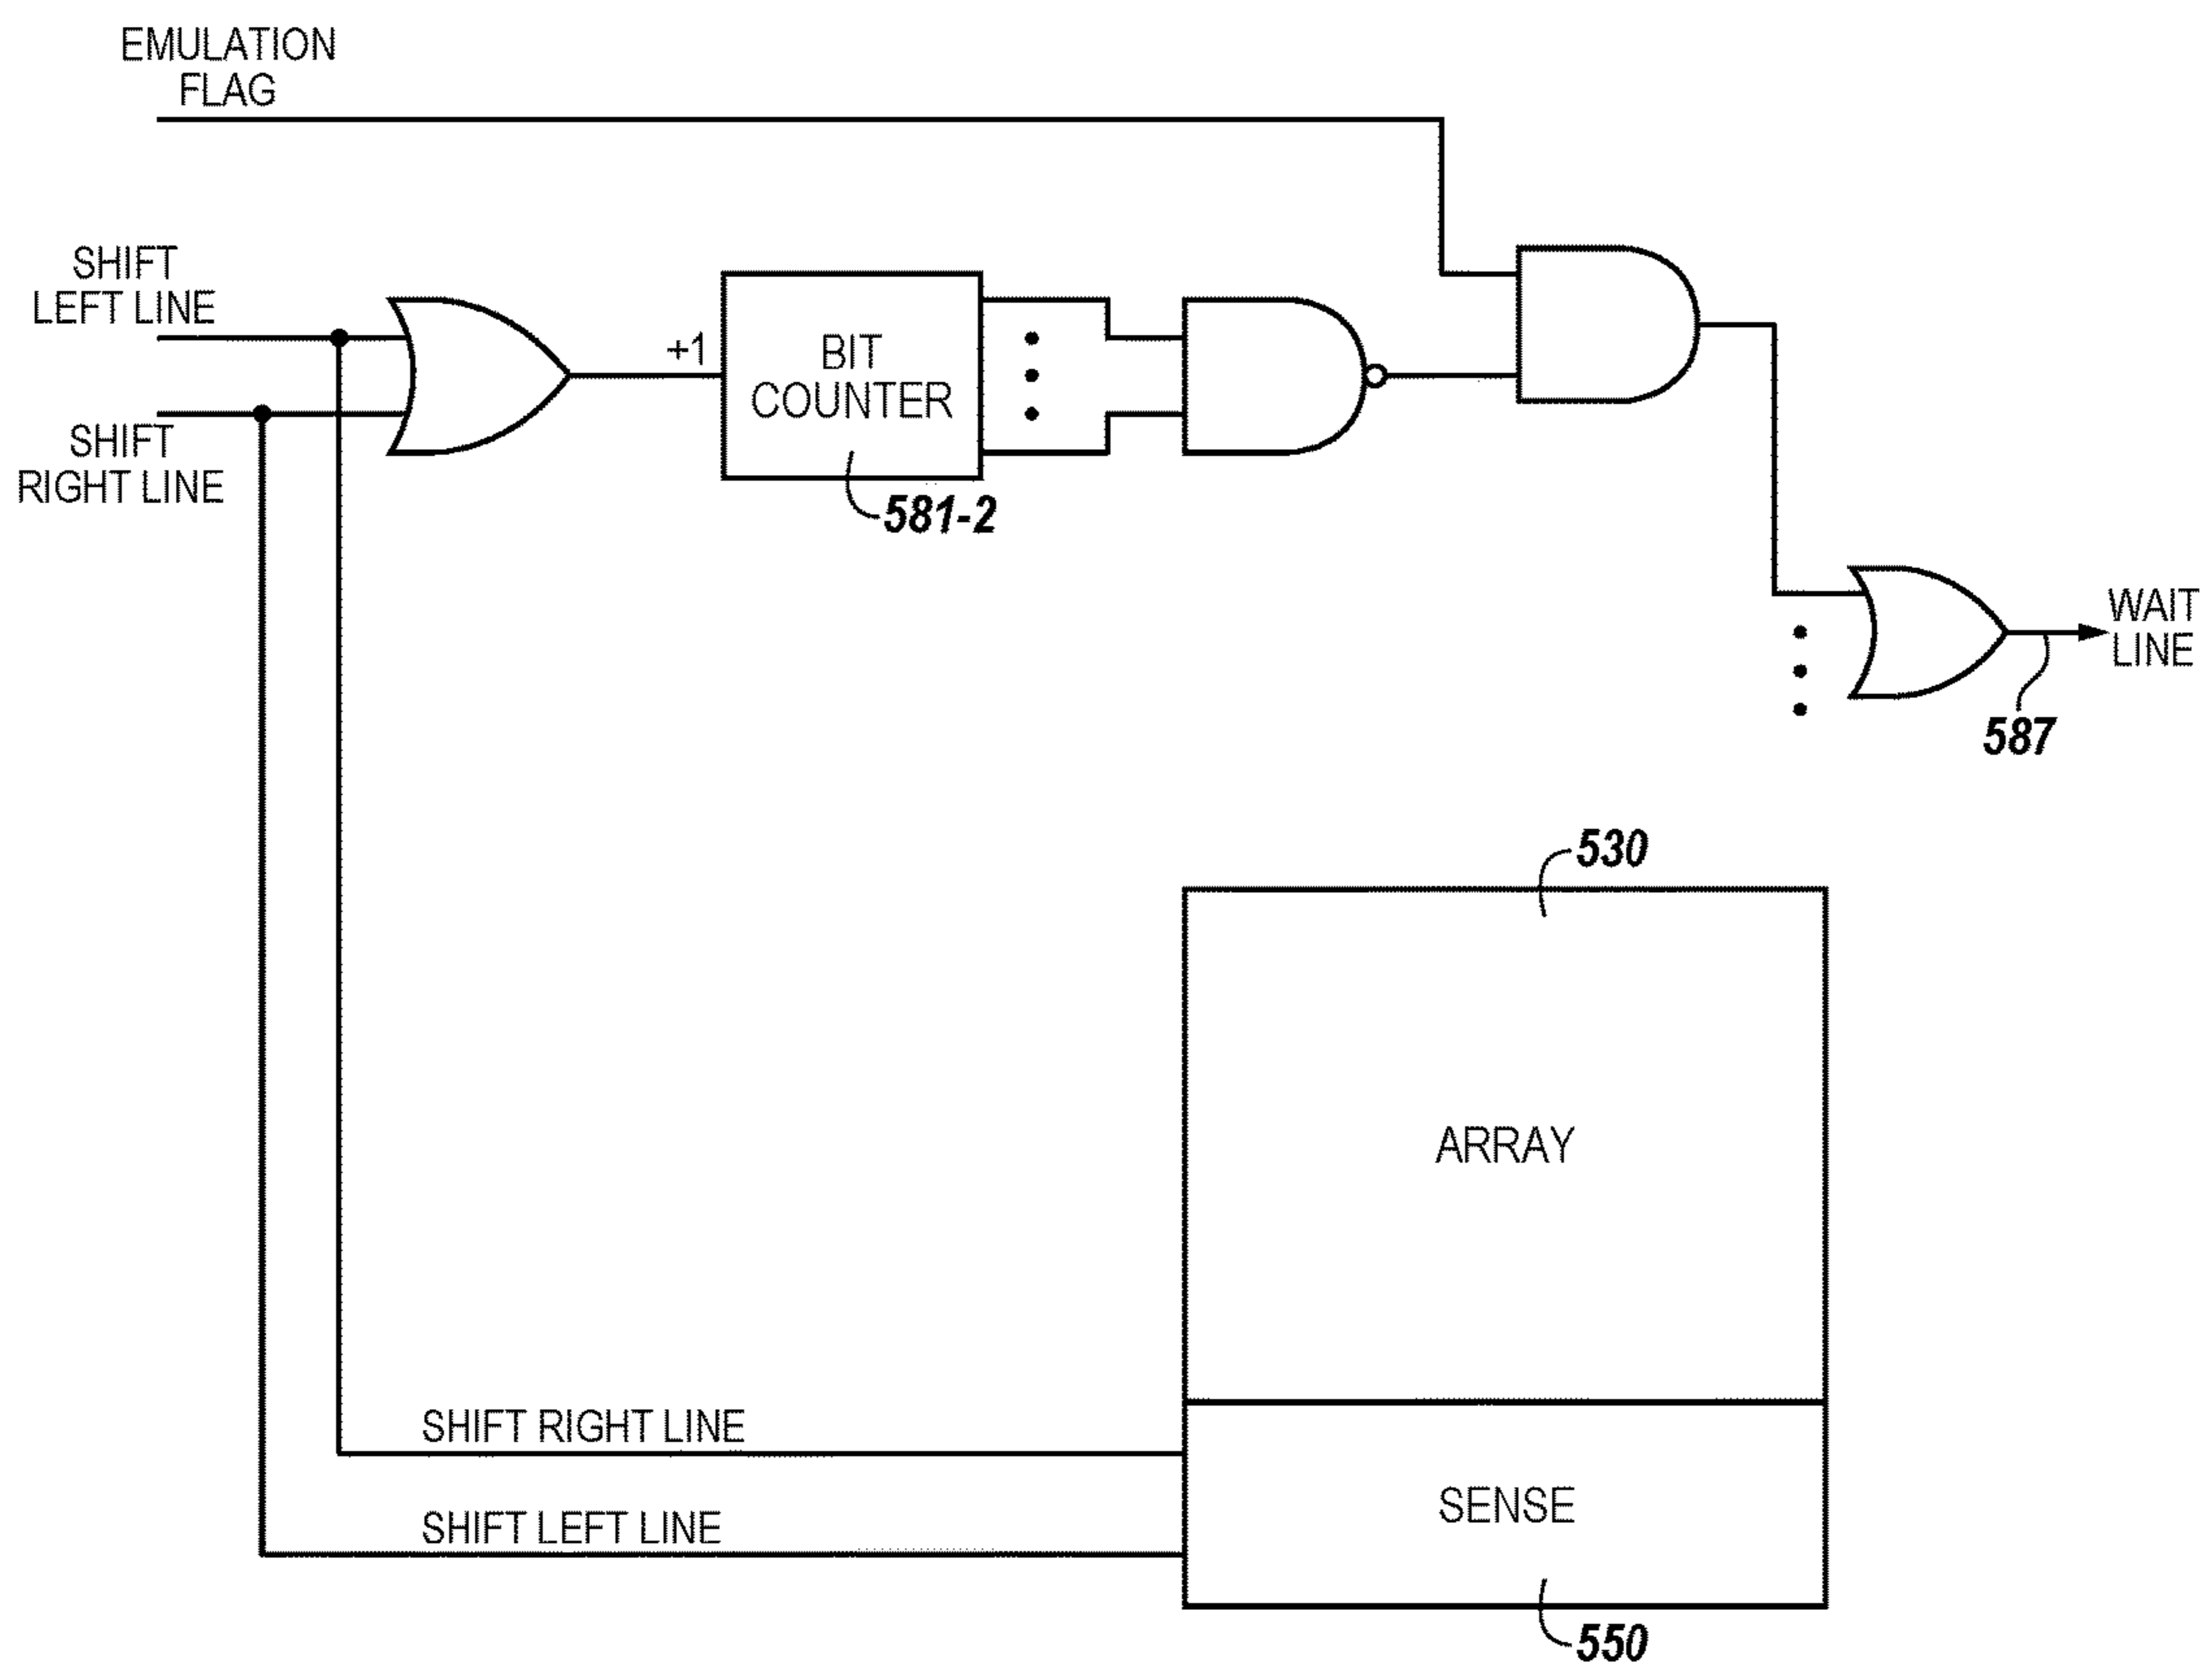 EMULATION
FLAG
SHIFT
LEFT LINE
SHIFT
RIGHT LINE
+1
BIT
COUNTER
581-2
WAIT
LINE
587
530
ARRAY
SHIFT RIGHT LINE
SENSE
SHIFT LEFT LINE
550